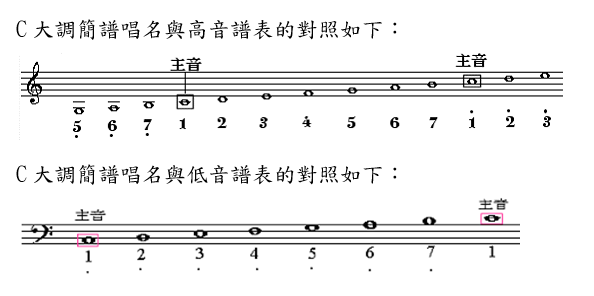 C大調簡譜唱名與高音譜表的對照如下：
主音 主音
5̣ 6̣ 7̣ 1 2 3 4 5 6 7 1̇ 2̇ 3̇
C大調簡譜唱名與低音譜表的對照如下：
主音 主音
1̣ 2̣ 3̣ 4̣ 5̣ 6̣ 7̣ 1